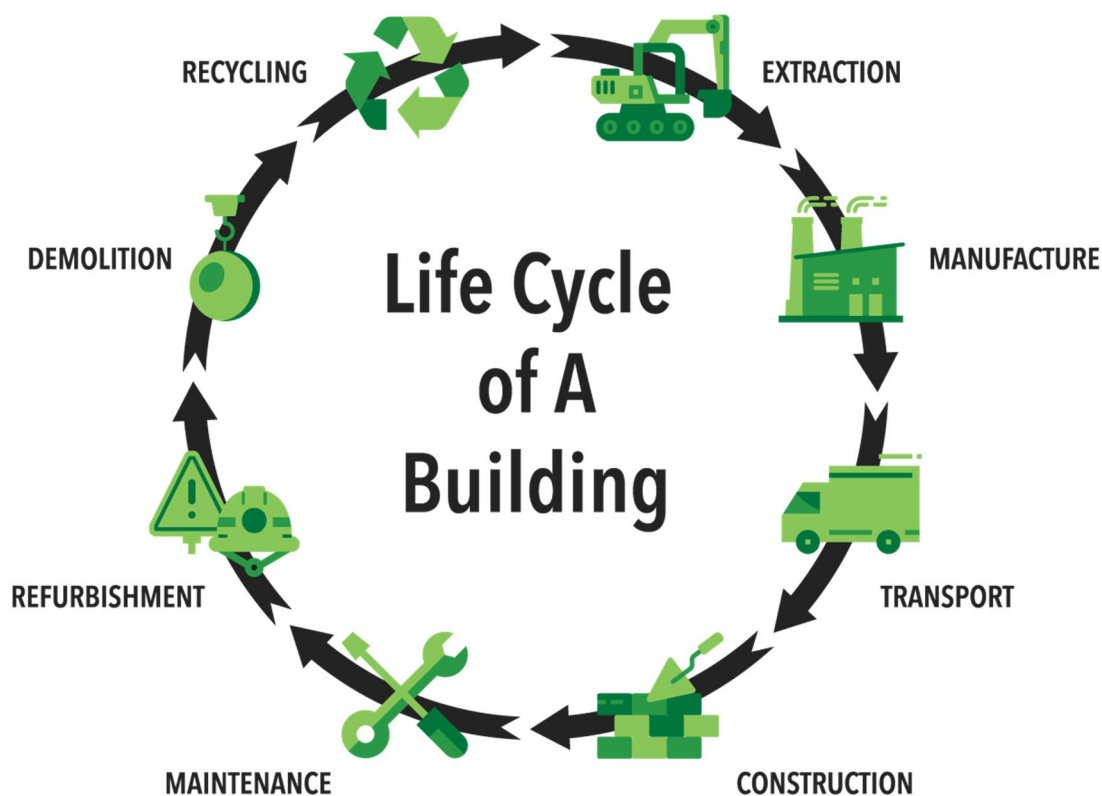 RECYCLING
EXTRACTION
DEMOLITION
MANUFACTURE
Life Cycle
of A
Building
REFURBISHMENT
TRANSPORT
MAINTENANCE
CONSTRUCTION